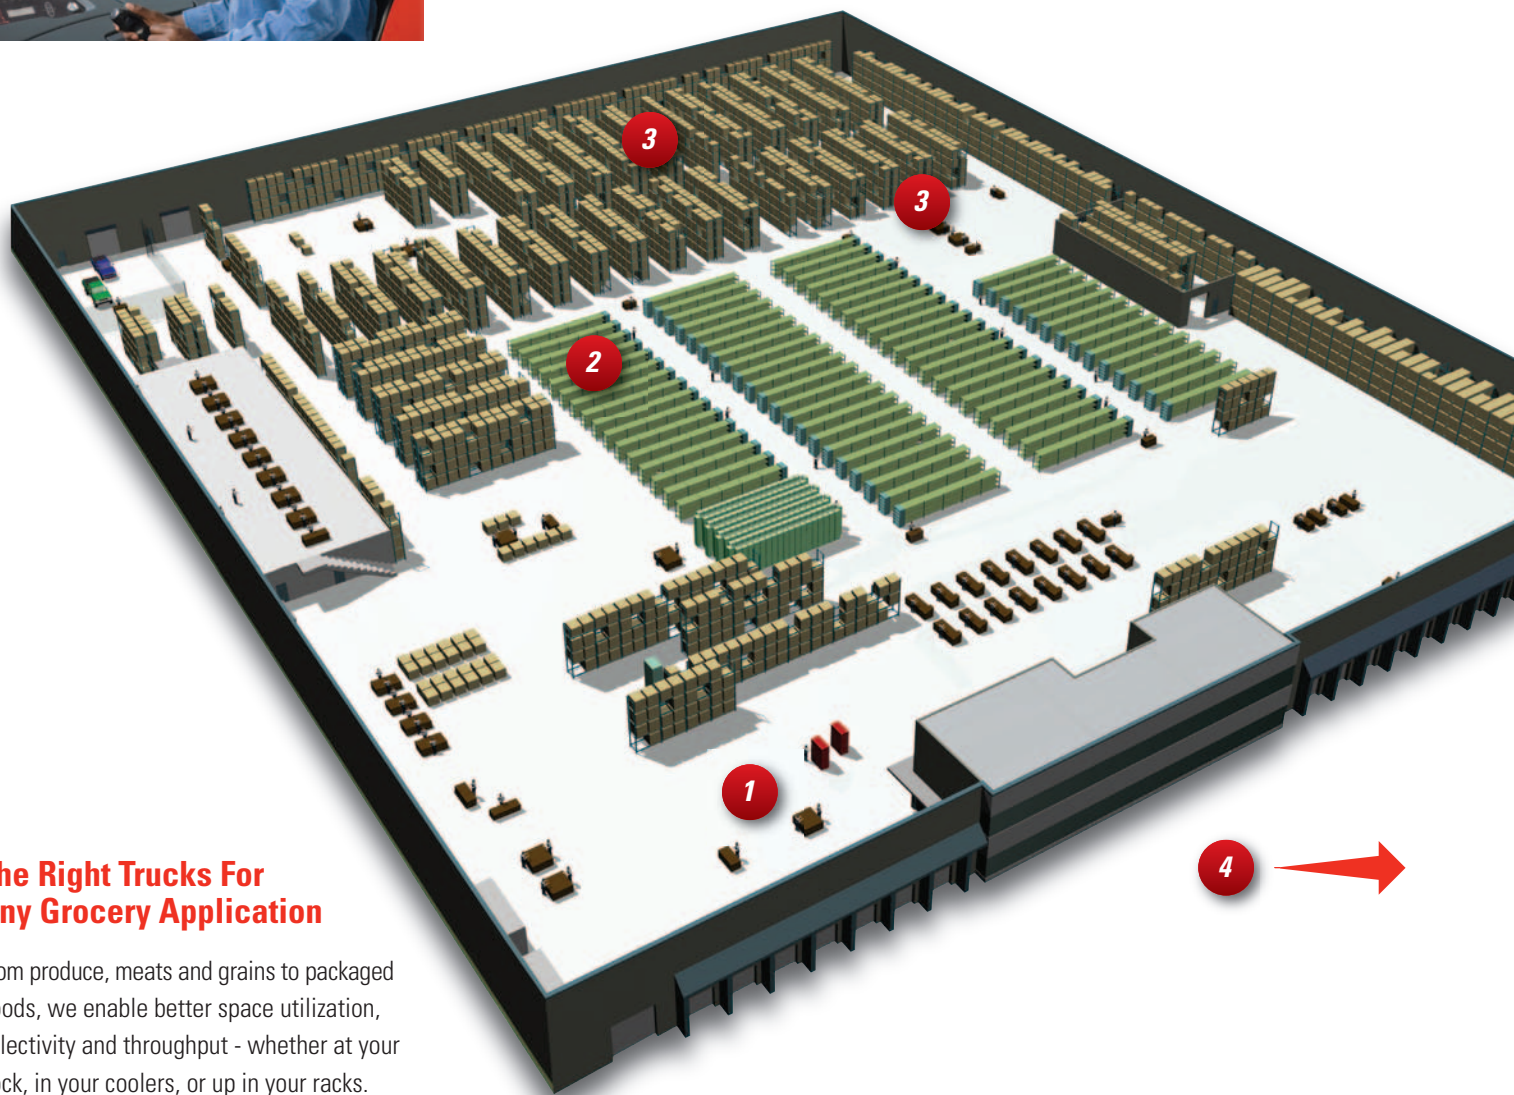 3
3
2
1
4
he Right Trucks For
ny Grocery Application
om produce, meats and grains to packaged
ods, we enable better space utilization,
lectivity and throughput - whether at your
ck, in your coolers, or up in your racks.